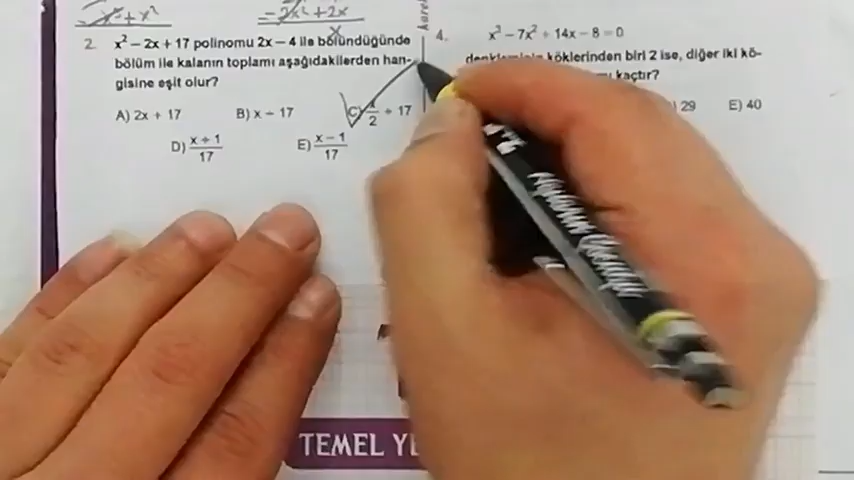 2. x² − 2x + 17 polinomu 2x − 4 ile bölündüğünde
bölüm ile kalanın toplamı aşağıdakilerden han-
gisine eşit olur?
A) 2x + 17
B) x − 17
C) x/2 + 17
D) (x + 1)/17
E) (x − 1)/17
4. x³ − 7x² + 14x − 8 = 0
denkleminin köklerinden biri 2 ise, diğer iki kö-
kaçtır?
29
E) 40
TEMEL